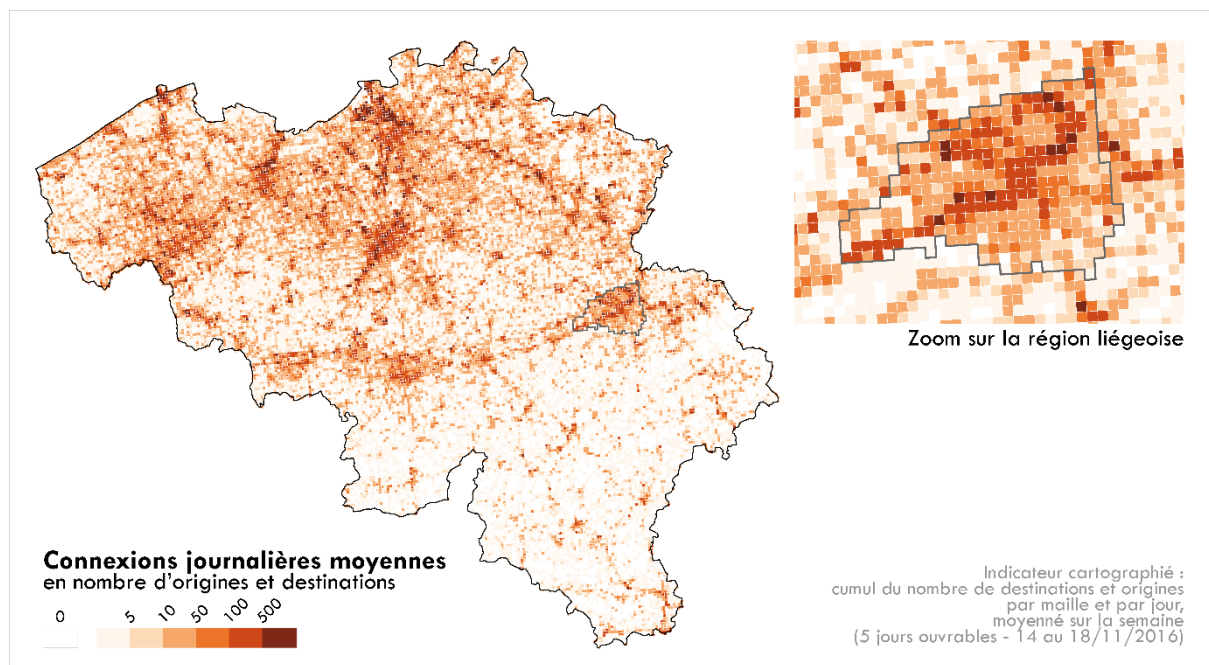 Zoom sur la région liégeoise
Connexions journalières moyennes
en nombre d'origines et destinations
0 5 10 50 100 500
Indicateur cartographié :
cumul du nombre de destinations et origines
par maille et par jour,
moyenné sur la semaine
(5 jours ouvrables - 14 au 18/11/2016)